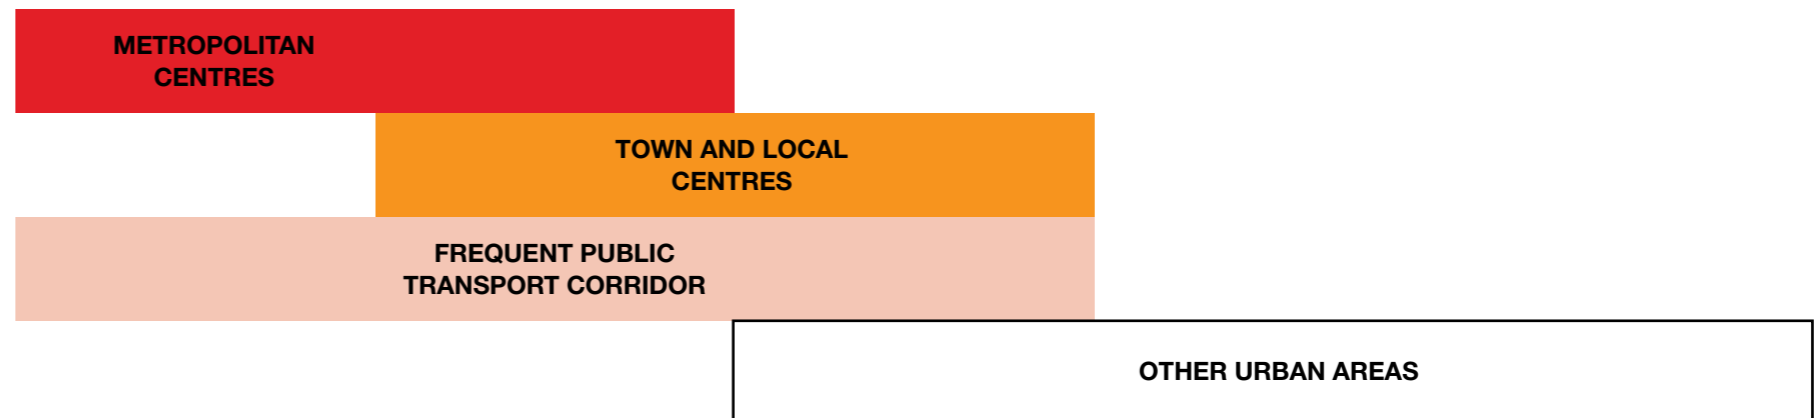 METROPOLITAN
CENTRES
TOWN AND LOCAL
CENTRES
FREQUENT PUBLIC
TRANSPORT CORRIDOR
OTHER URBAN AREAS